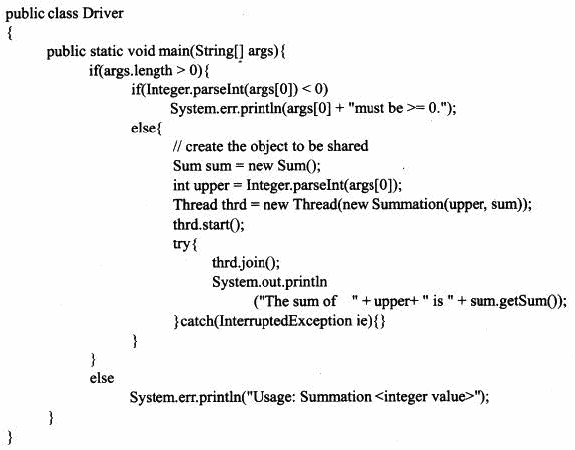 public class Driver
{
public static void main(String[] args){
if(args.length > 0){
if(Integer.parseInt(args[0]) < 0)
System.err.println(args[0] + "must be >= 0.");
else{
// create the object to be shared
Sum sum = new Sum();
int upper = Integer.parseInt(args[0]);
Thread thrd = new Thread(new Summation(upper, sum));
thrd.start();
try{
thrd.join();
System.out.println
("The sum of " + upper+ " is " + sum.getSum());
}catch(InterruptedException ie){}
}
}
else
System.err.println("Usage: Summation <integer value>");
}
}